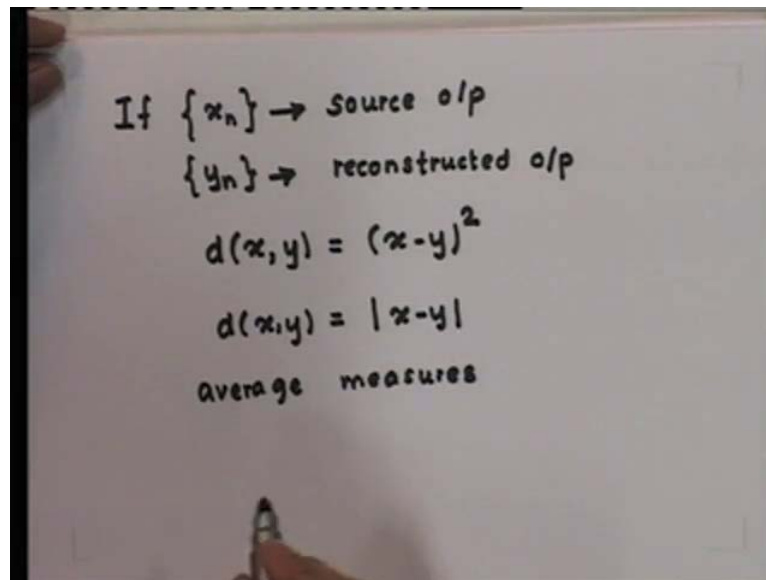 If {xₙ} → source o/p
{yₙ} → reconstructed o/p
d(x,y) = (x-y)²
d(x,y) = |x-y|
average measures